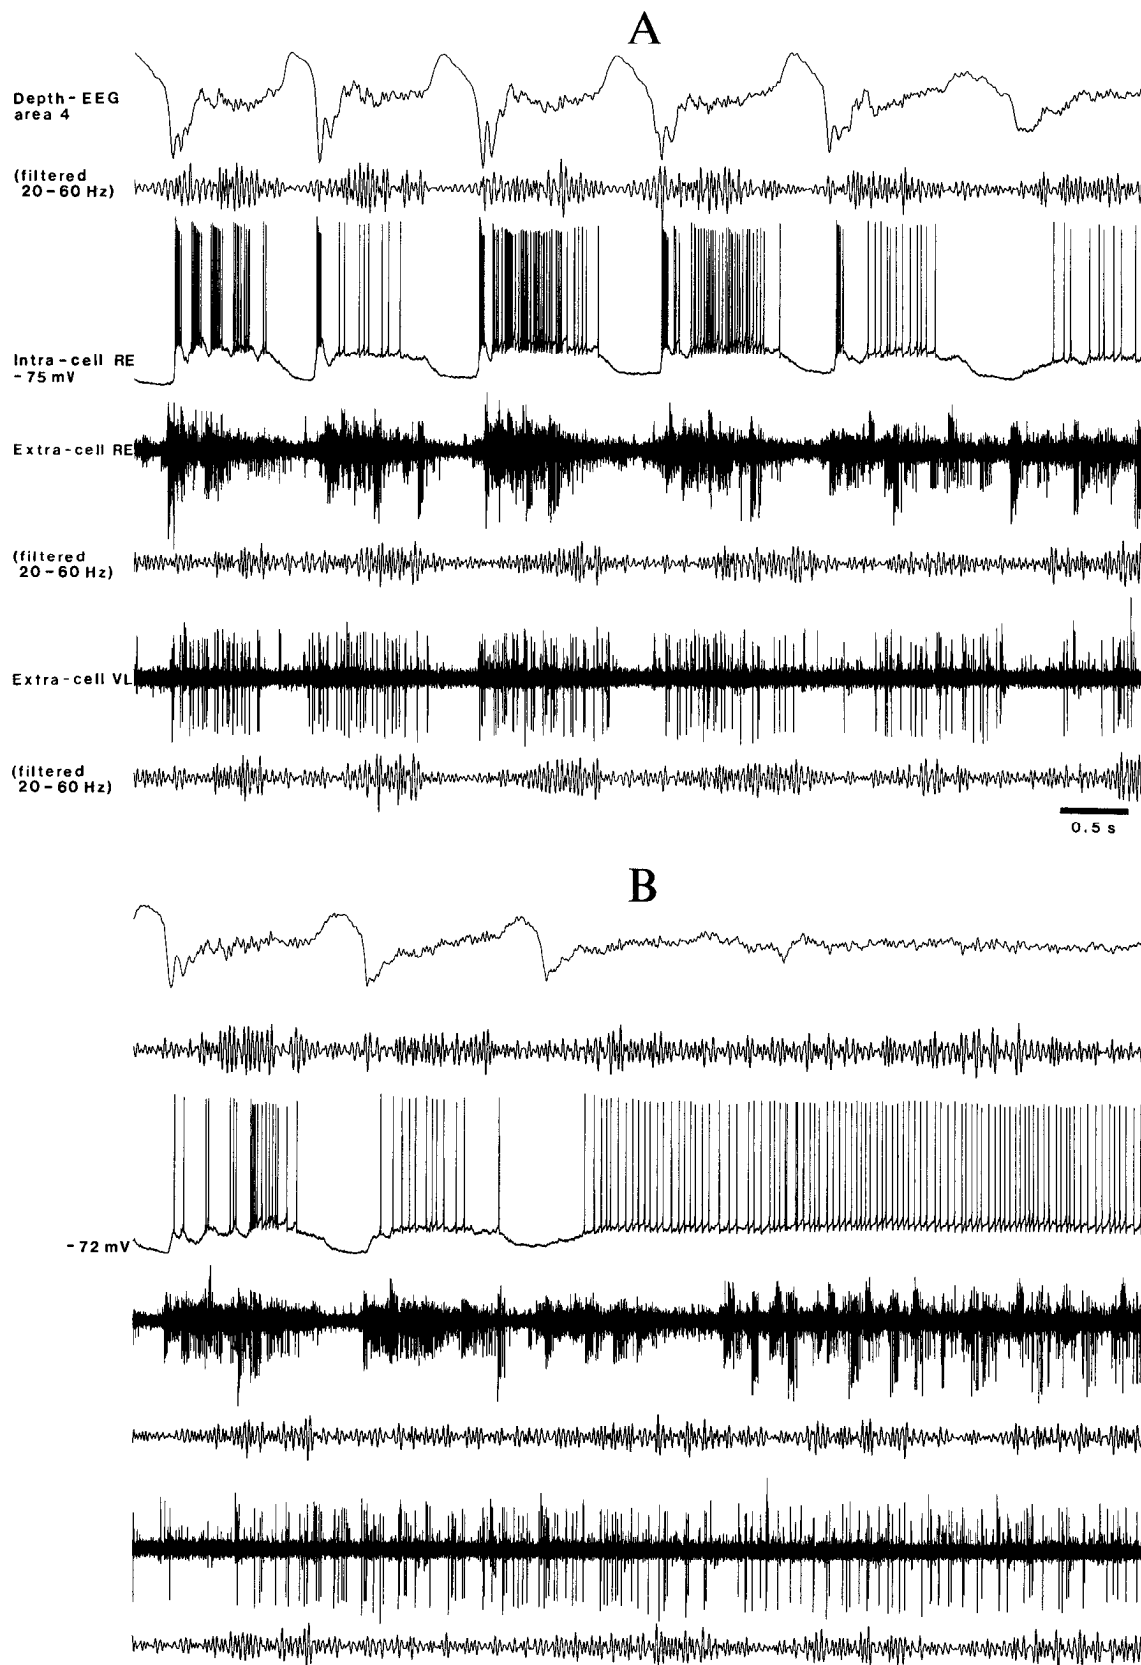 A
Depth-EEG
area 4
(filtered
20-60 Hz)
Intra-cell RE
-75 mV
Extra-cell RE
(filtered
20-60 Hz)
Extra-cell VL
(filtered
20-60 Hz)
0.5 s
B
-72 mV